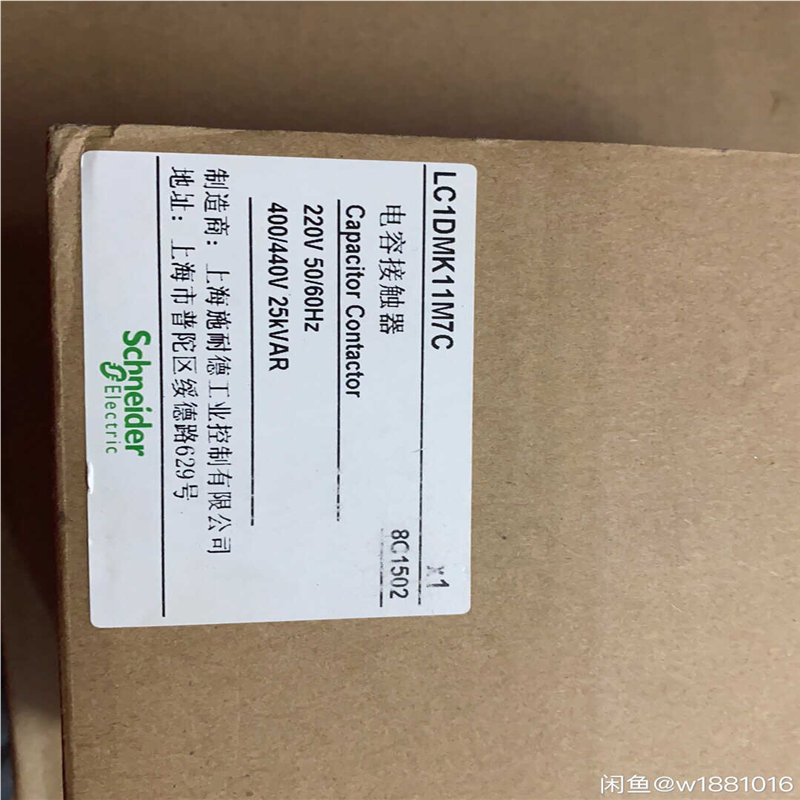 LC1DMK11M7C
x1
电容接触器
8C1502
Capacitor Contactor
220V 50/60Hz
400/440V 25kVAR
制造商：上海施耐德工业控制有限公司
地址：上海市普陀区绥德路629号
Schneider
Electric
闲鱼@w1881016